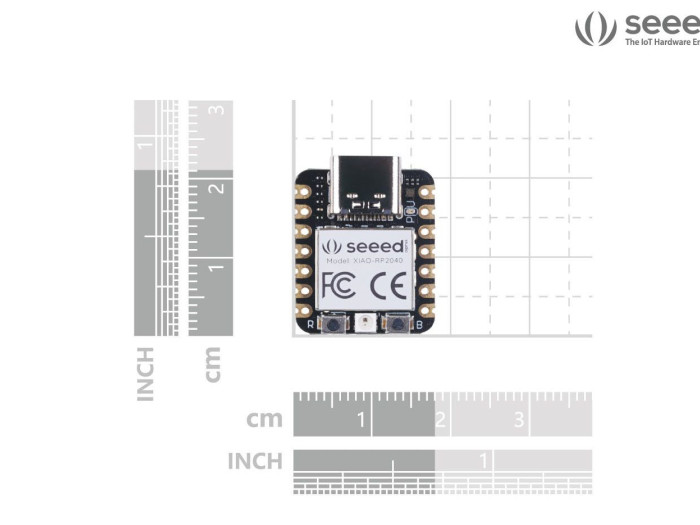 seee
The IoT Hardware En
3
1
2
1
seeed
Model: XIAO-RP2040
FC CE
R
B
INCH
cm
cm
1
2
3
INCH
1